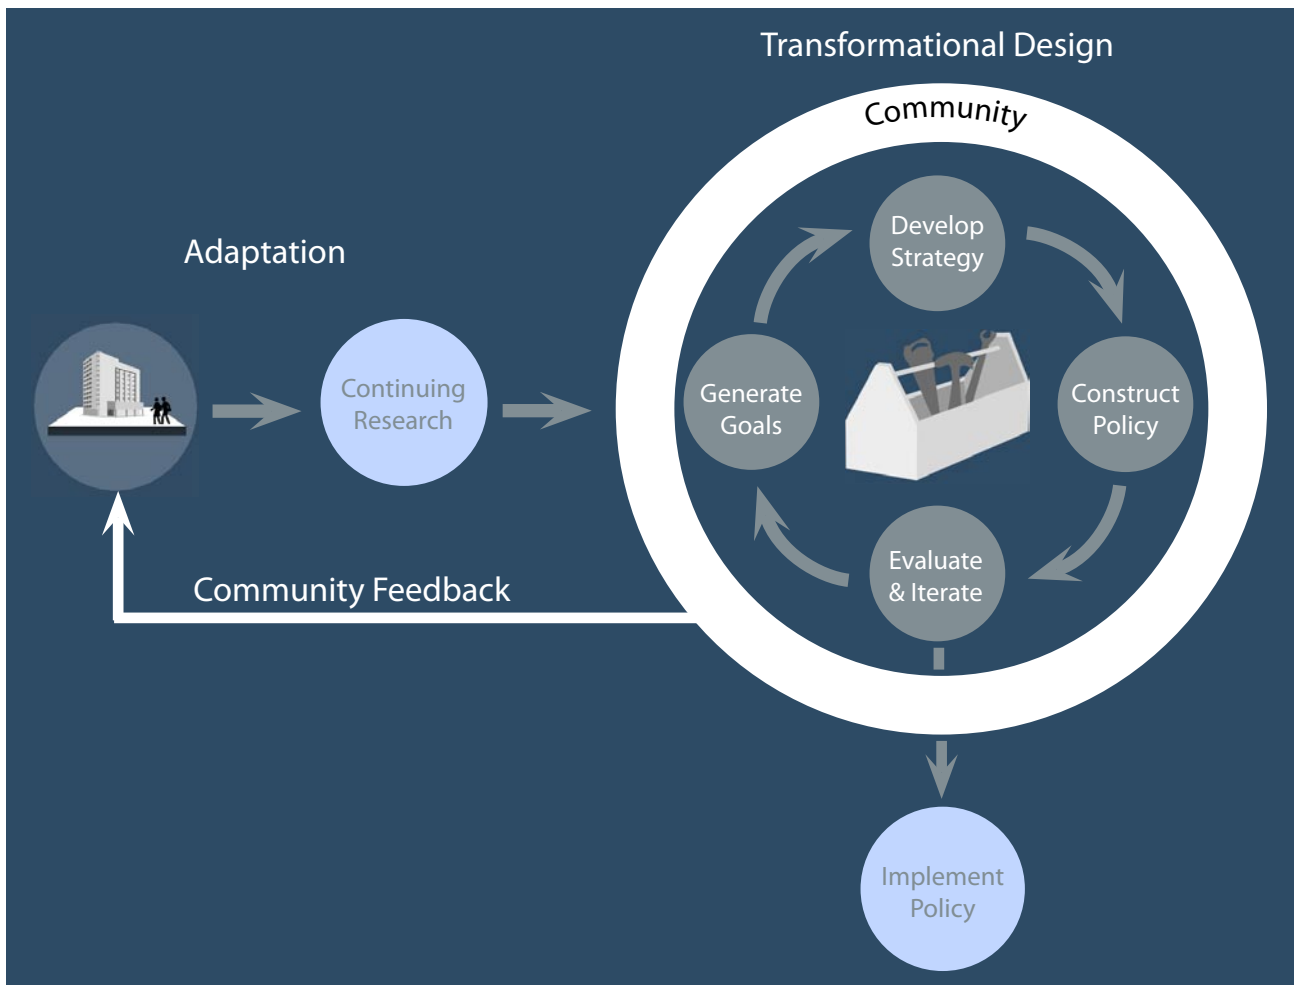 Transformational Design
Community
Adaptation
Develop
Strategy
Continuing
Research
Generate
Goals
Construct
Policy
Evaluate
& Iterate
Community Feedback
Implement
Policy